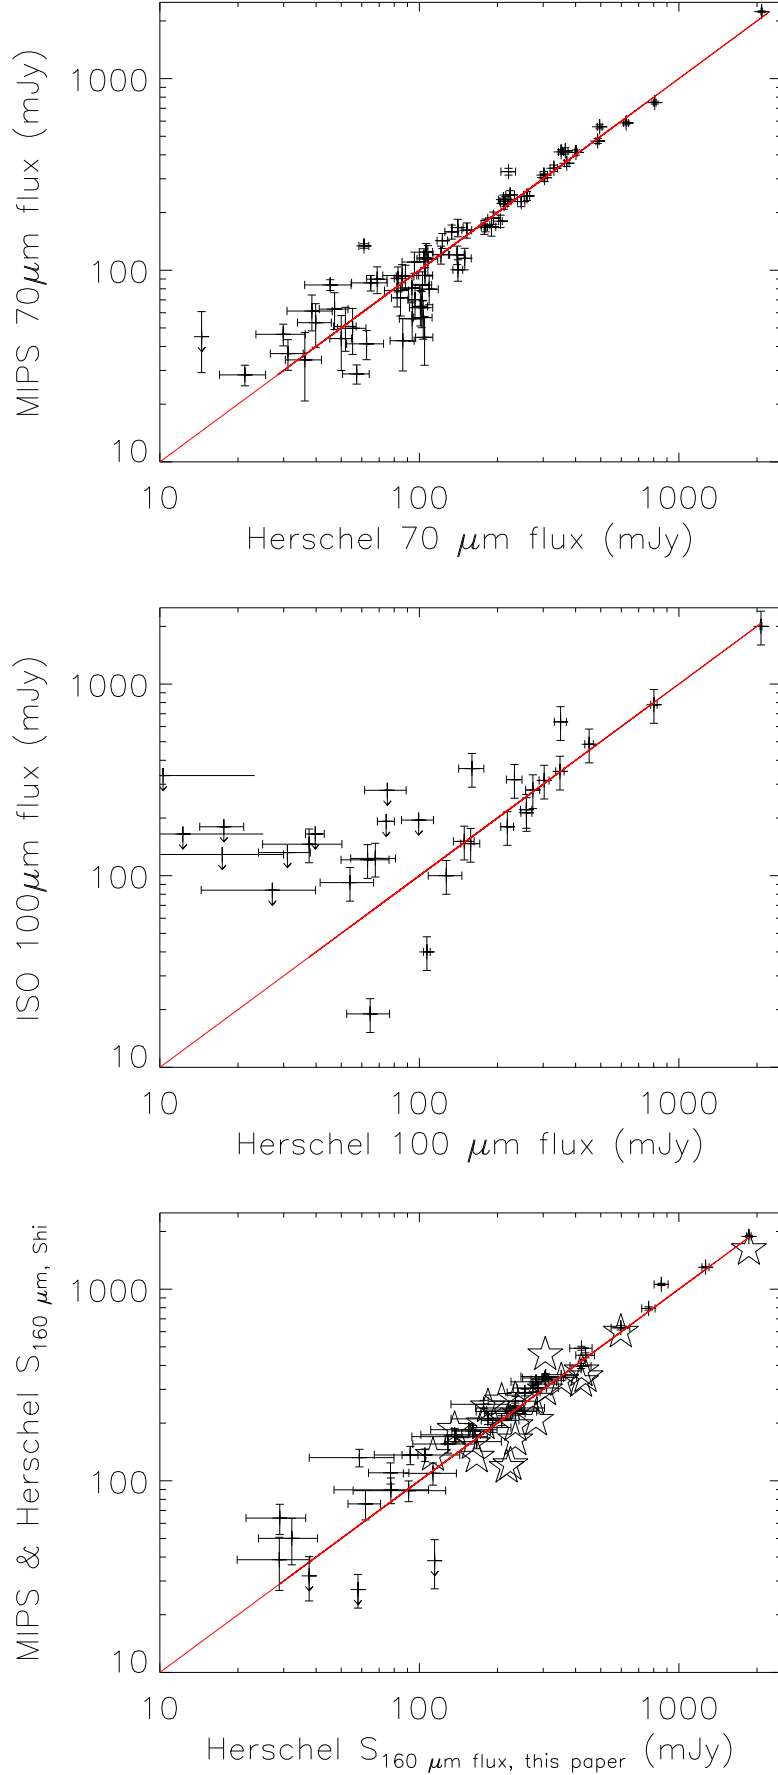 MIPS 70μm flux (mJy)
1000
100
10
10 100 1000
Herschel 70 μm flux (mJy)
ISO 100μm flux (mJy)
1000
100
10
10 100 1000
Herschel 100 μm flux (mJy)
MIPS & Herschel S160 μm, Shi
1000
100
10
10 100 1000
Herschel S160 μm flux, this paper (mJy)